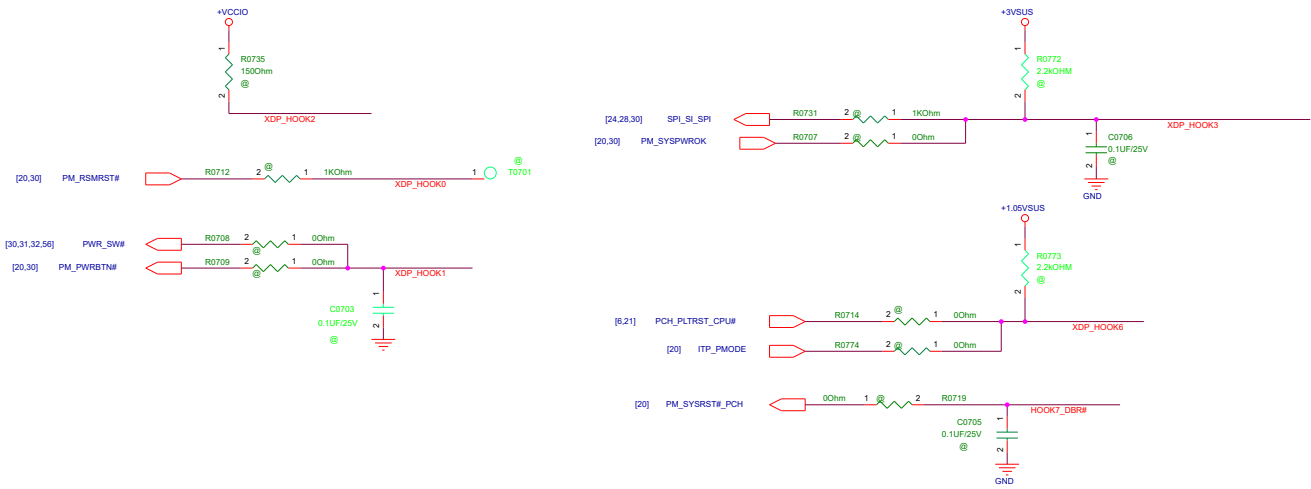 +VCCIO
1
R0735
150Ohm
@
2
XDP_HOOK2
[20,30] PM_RSMRST# R0712 2 @ 1 1KOhm XDP_HOOK0 1 @ T0701
[30,31,32,56] PWR_SW# R0708 2 @ 1 0Ohm
[20,30] PM_PWRBTN# R0709 2 @ 1 0Ohm XDP_HOOK1
1
C0703
0.1UF/25V
2
@
+3VSUS
1
R0772
2.2kOHM
@
2
[24,28,30] SPI_SI_SPI R0731 2 @ 1 1KOhm XDP_HOOK3
[20,30] PM_SYSPWROK R0707 2 @ 1 0Ohm
1
C0706
0.1UF/25V
2
@
GND
+1.05VSUS
1
R0773
2.2kOHM
@
2
[6,21] PCH_PLTRST_CPU# R0714 2 @ 1 0Ohm XDP_HOOK6
[20] ITP_PMODE R0774 2 @ 1 0Ohm
[20] PM_SYSRST#_PCH 0Ohm 1 @ 2 R0719 HOOK7_DBR#
1
C0705
0.1UF/25V
2
@
GND